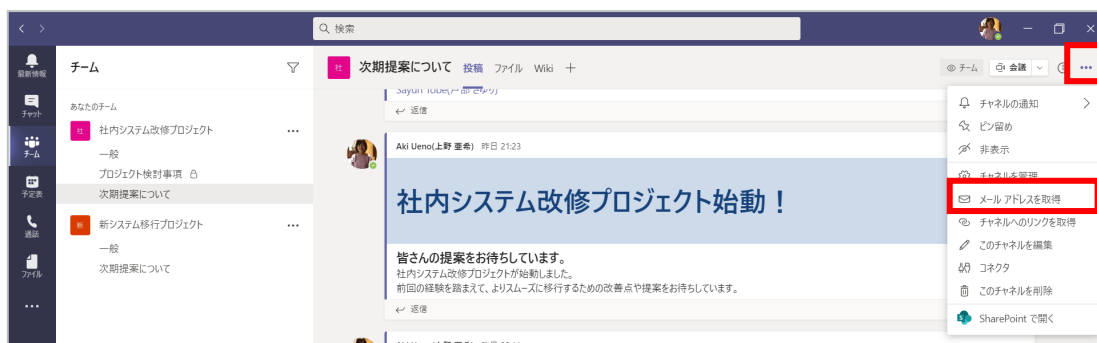 検索
最新情報
チャット
チーム
予定表
通話
ファイル
チーム
あなたのチーム
社 社内システム改修プロジェクト
一般
プロジェクト検討事項
次期提案について
新 新システム移行プロジェクト
一般
次期提案について
社 次期提案について 投稿 ファイル Wiki
チーム 会議
返信
Aki Ueno(上野 亜希) 昨日 21:23
社内システム改修プロジェクト始動！
皆さんの提案をお待ちしています。
社内システム改修プロジェクトが始動しました。
前回の経験を踏まえて、よりスムーズに移行するための改善点や提案をお待ちしています。
返信
チャネルの通知
ピン留め
非表示
チャネルを管理
メール アドレスを取得
チャネルへのリンクを取得
このチャネルを編集
コネクタ
このチャネルを削除
SharePoint で開く